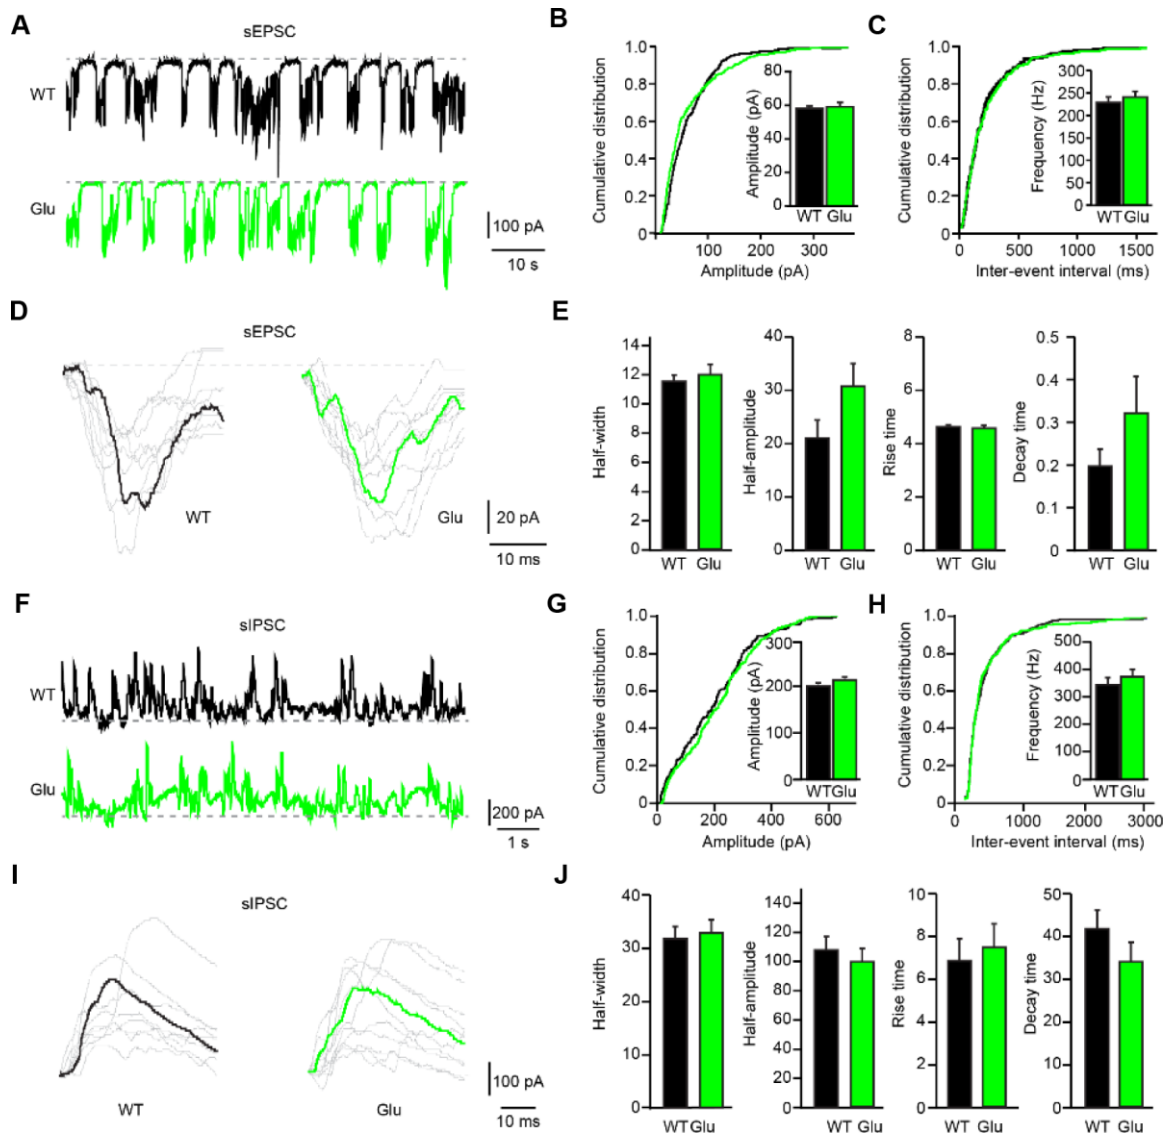 A
sEPSC
WT
Glu
100 pA
10 s
B
Cumulative distribution
1.0
0.8
0.6
0.4
0.2
0
100
200
300
Amplitude (pA)
Amplitude (pA)
80
60
40
20
0
WT Glu
C
Cumulative distribution
1.0
0.8
0.6
0.4
0.2
0
0
500
1000
1500
Inter-event interval (ms)
Frequency (Hz)
300
250
200
150
100
50
0
WT Glu
D
sEPSC
WT
Glu
20 pA
10 ms
E
Half-width
14
12
10
8
6
4
2
0
WT Glu
Half-amplitude
40
30
20
10
0
WT Glu
Rise time
8
6
4
2
0
WT Glu
Decay time
0.5
0.4
0.3
0.2
0.1
0
WT Glu
F
sIPSC
WT
Glu
200 pA
1 s
G
Cumulative distribution
1.0
0.8
0.6
0.4
0.2
0
0
200
400
600
Amplitude (pA)
Amplitude (pA)
300
200
100
0
WT Glu
H
Cumulative distribution
1.0
0.8
0.6
0.4
0.2
0
0
1000
2000
3000
Inter-event interval (ms)
Frequency (Hz)
500
400
300
200
100
0
WT Glu
I
sIPSC
WT
Glu
100 pA
10 ms
J
Half-width
40
30
20
10
0
WT Glu
Half-amplitude
140
120
100
80
60
40
20
0
WT Glu
Rise time
10
8
6
4
2
0
WT Glu
Decay time
50
40
30
20
10
0
WT Glu